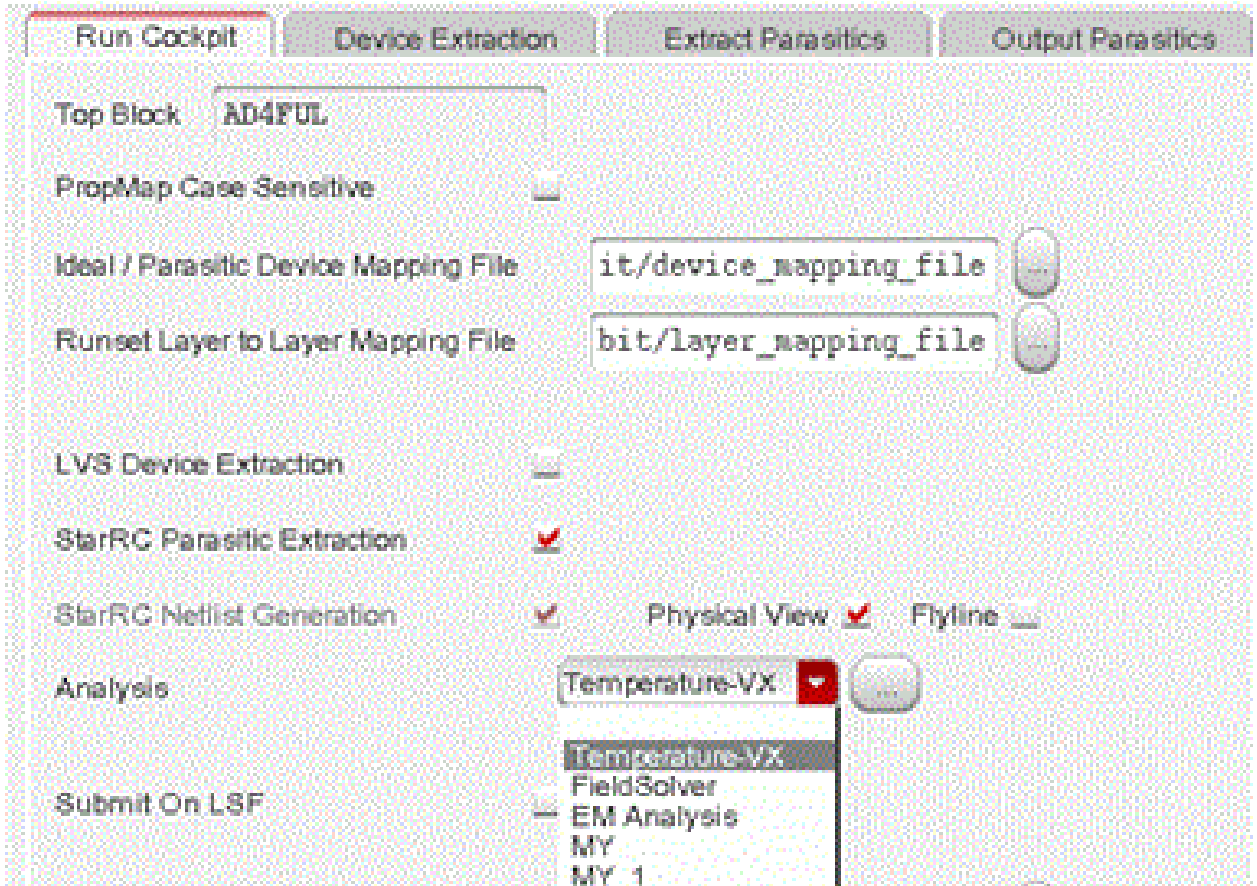 Run Cockpit Device Extraction Extract Parasitics Output Parasitics
Top Block AD4FUL
PropMap Case Sensitive
Ideal / Parasitic Device Mapping File it/device_mapping_file ...
Runset Layer to Layer Mapping File bit/layer_mapping_file ...
LVS Device Extraction
StarRC Parasitic Extraction
StarRC Netlist Generation Physical View Flyline
Analysis Temperature-VX ...
Temperature-VX
FieldSolver
Submit On LSF
EM Analysis
MY
MY_1